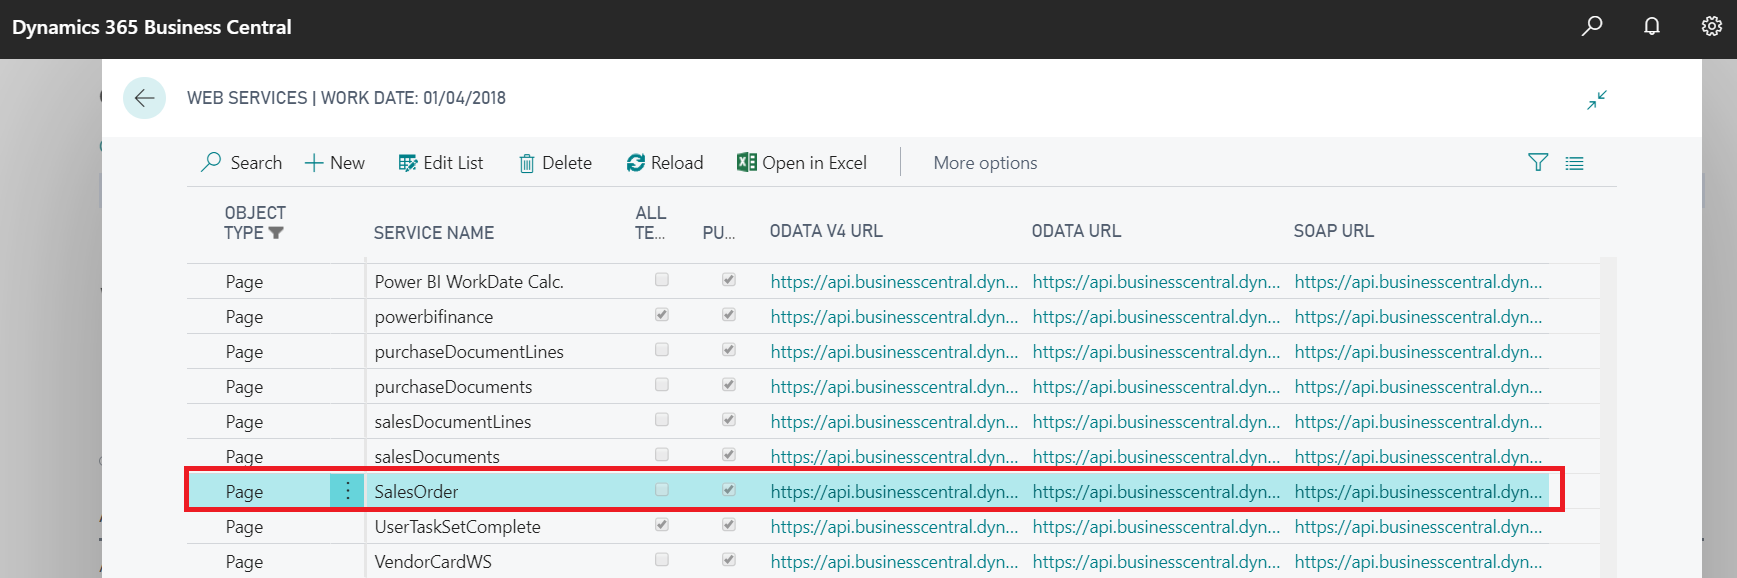 Dynamics 365 Business Central
WEB SERVICES | WORK DATE: 01/04/2018
Search New Edit List Delete Reload Open in Excel More options
OBJECT TYPE SERVICE NAME ALL TE... PU... ODATA V4 URL ODATA URL SOAP URL
Page Power BI WorkDate Calc. https://api.businesscentral.dyn... https://api.businesscentral.dyn... https://api.businesscentral.dyn...
Page powerbifinance https://api.businesscentral.dyn... https://api.businesscentral.dyn... https://api.businesscentral.dyn...
Page purchaseDocumentLines https://api.businesscentral.dyn... https://api.businesscentral.dyn... https://api.businesscentral.dyn...
Page purchaseDocuments https://api.businesscentral.dyn... https://api.businesscentral.dyn... https://api.businesscentral.dyn...
Page salesDocumentLines https://api.businesscentral.dyn... https://api.businesscentral.dyn... https://api.businesscentral.dyn...
Page salesDocuments https://api.businesscentral.dyn... https://api.businesscentral.dyn... https://api.businesscentral.dyn...
Page SalesOrder https://api.businesscentral.dyn... https://api.businesscentral.dyn... https://api.businesscentral.dyn...
Page UserTaskSetComplete https://api.businesscentral.dyn... https://api.businesscentral.dyn... https://api.businesscentral.dyn...
Page VendorCardWS https://api.businesscentral.dyn... https://api.businesscentral.dyn... https://api.businesscentral.dyn...